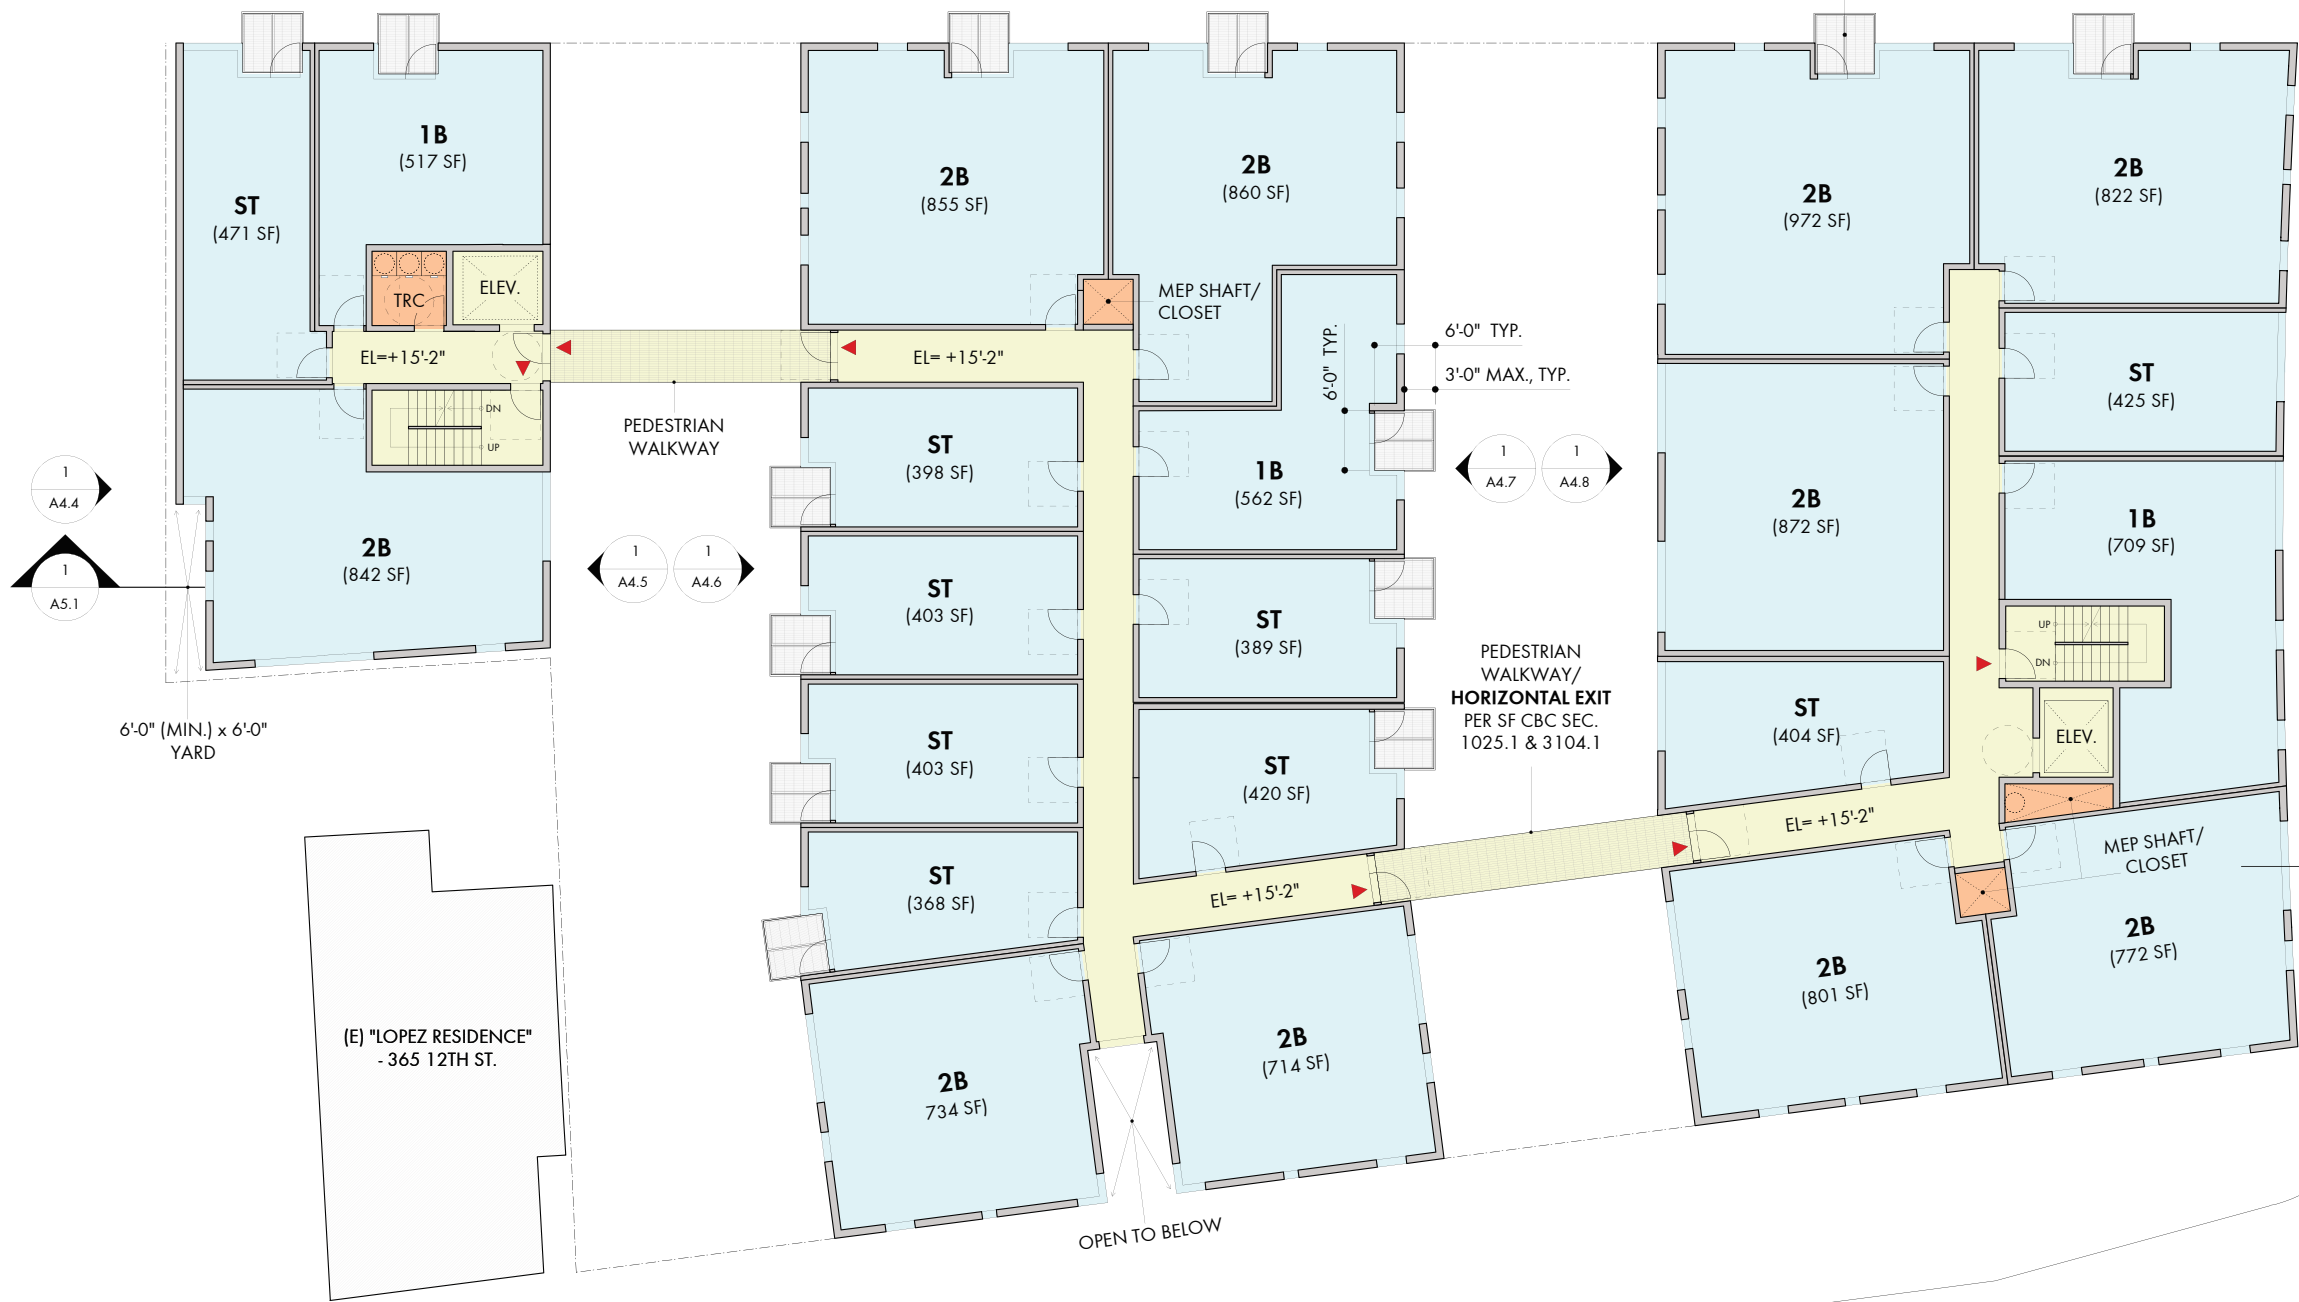 1B
(517 SF)
ST
(471 SF)
TRC
ELEV.
EL=+15'-2"
DN
UP
2B
(842 SF)
1
A4.4
1
A5.1
6'-0" (MIN.) x 6'-0"
YARD
PEDESTRIAN
WALKWAY
1
A4.5
1
A4.6
(E) "LOPEZ RESIDENCE"
- 365 12TH ST.
2B
(855 SF)
2B
(860 SF)
MEP SHAFT/
CLOSET
EL= +15'-2"
6'-0" TYP.
6'-0" TYP.
3'-0" MAX., TYP.
ST
(398 SF)
1B
(562 SF)
1
A4.7
1
A4.8
ST
(403 SF)
ST
(389 SF)
ST
(403 SF)
ST
(420 SF)
ST
(368 SF)
EL= +15'-2"
2B
734 SF)
2B
(714 SF)
OPEN TO BELOW
PEDESTRIAN
WALKWAY/
HORIZONTAL EXIT
PER SF CBC SEC.
1025.1 & 3104.1
2B
(972 SF)
2B
(822 SF)
ST
(425 SF)
2B
(872 SF)
1B
(709 SF)
UP
DN
ST
(404 SF)
ELEV.
EL= +15'-2"
MEP SHAFT/
CLOSET
2B
(801 SF)
2B
(772 SF)